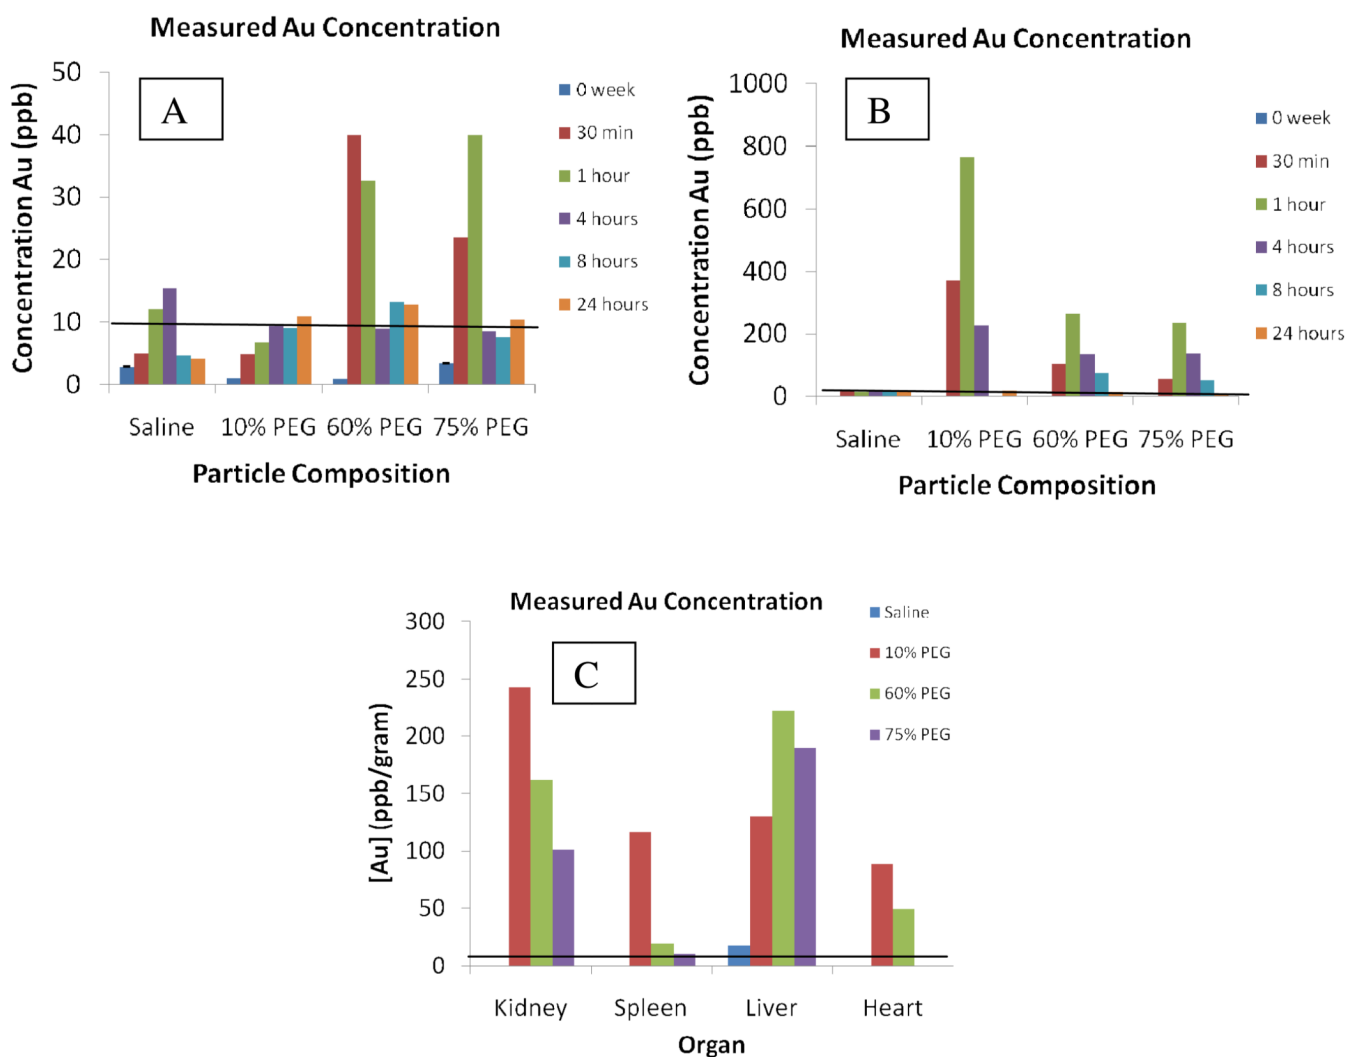 Measured Au Concentration
A
Concentration Au (ppb)
50
40
30
20
10
0
Saline 10% PEG 60% PEG 75% PEG
Particle Composition
0 week
30 min
1 hour
4 hours
8 hours
24 hours
Measured Au Concentration
B
Concentration Au (ppb)
1000
800
600
400
200
0
Saline 10% PEG 60% PEG 75% PEG
Particle Composition
0 week
30 min
1 hour
4 hours
8 hours
24 hours
Measured Au Concentration
C
[Au] (ppb/gram)
300
250
200
150
100
50
0
Kidney Spleen Liver Heart
Organ
Saline
10% PEG
60% PEG
75% PEG